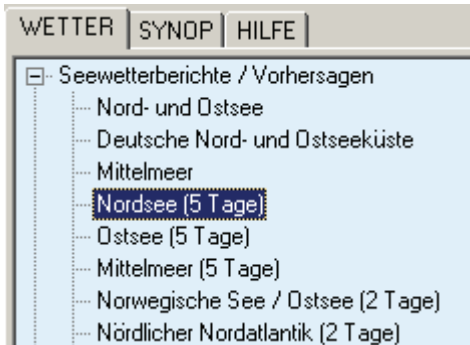 WETTER SYNOP HILFE
Seewetterberichte / Vorhersagen
Nord- und Ostsee
Deutsche Nord- und Ostseeküste
Mittelmeer
Nordsee (5 Tage)
Ostsee (5 Tage)
Mittelmeer (5 Tage)
Norwegische See / Ostsee (2 Tage)
Nördlicher Nordatlantik (2 Tage)